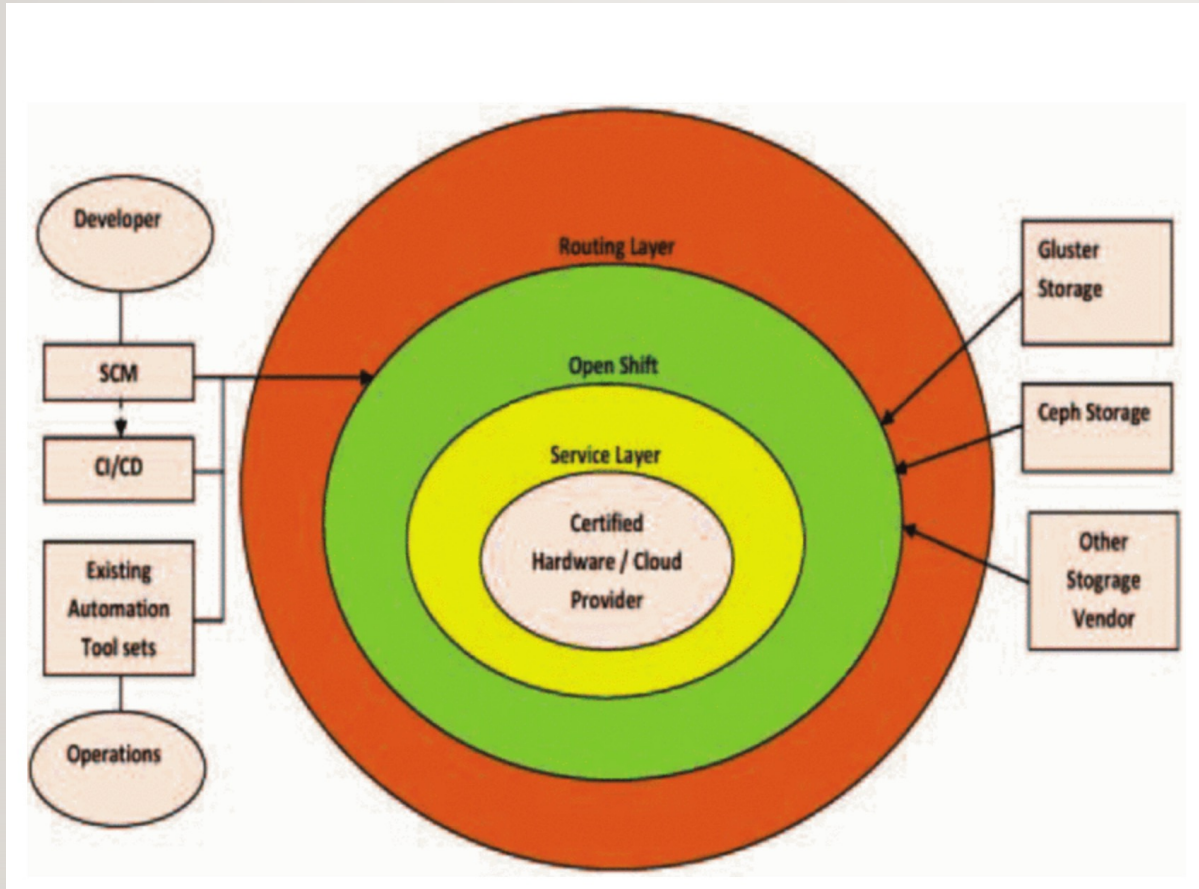 Developer
SCM
CI/CD
Existing
Automation
Tool sets
Operations
Routing Layer
Open Shift
Service Layer
Certified
Hardware / Cloud
Provider
Gluster
Storage
Ceph Storage
Other
Stograge
Vendor